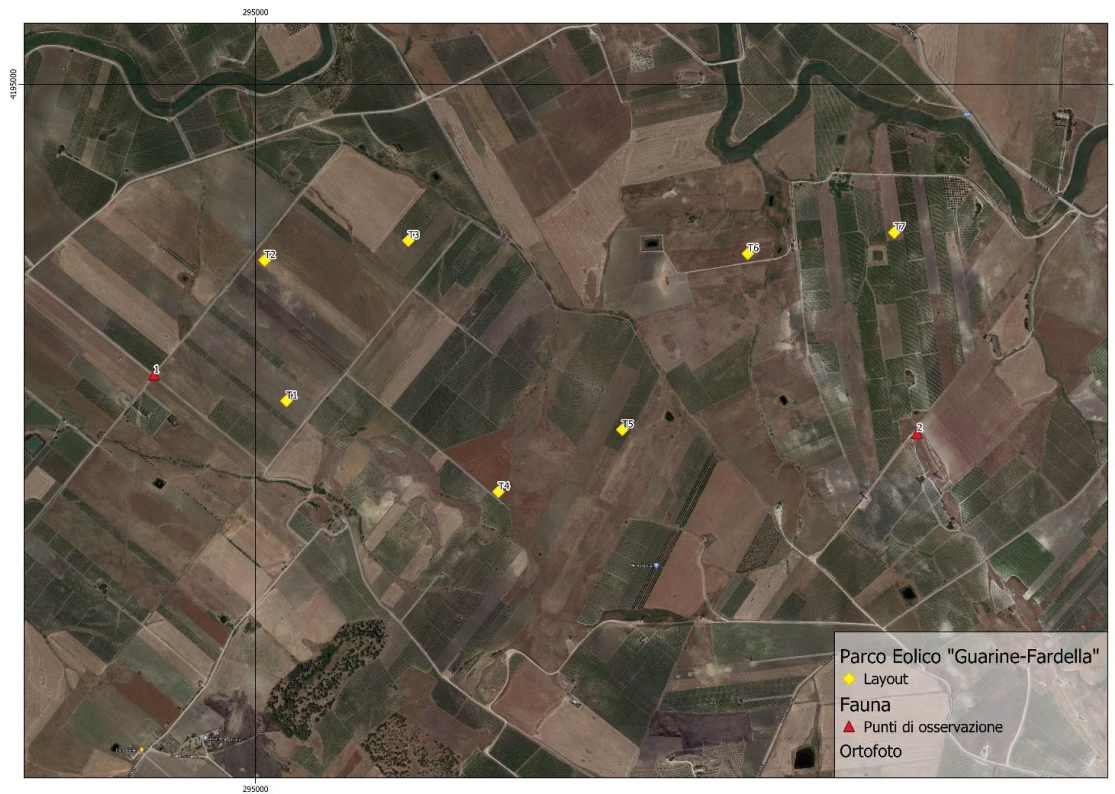 295000
4195000
T7
T3
T6
T2
1
T1
T5
2
T4
Parco Eolico "Guarine-Fardella"
Layout
Fauna
Punti di osservazione
Ortofoto
295000